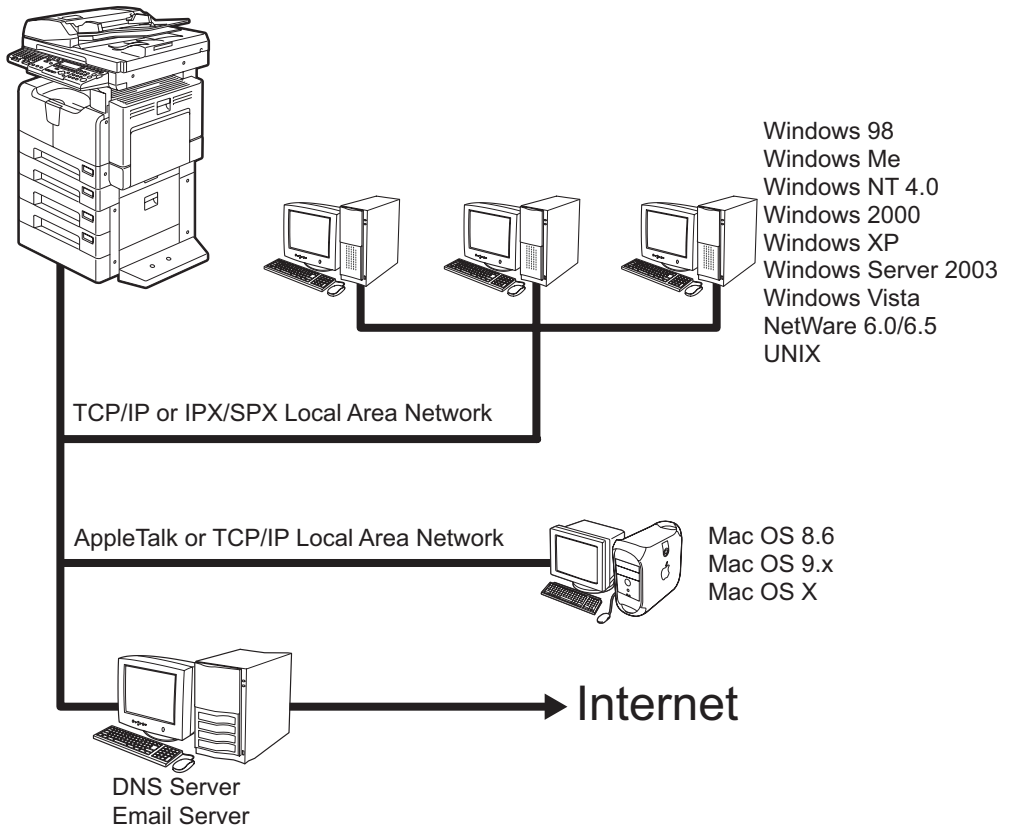 Windows 98
Windows Me
Windows NT 4.0
Windows 2000
Windows XP
Windows Server 2003
Windows Vista
NetWare 6.0/6.5
UNIX
TCP/IP or IPX/SPX Local Area Network
AppleTalk or TCP/IP Local Area Network
Mac OS 8.6
Mac OS 9.x
Mac OS X
Internet
DNS Server
Email Server